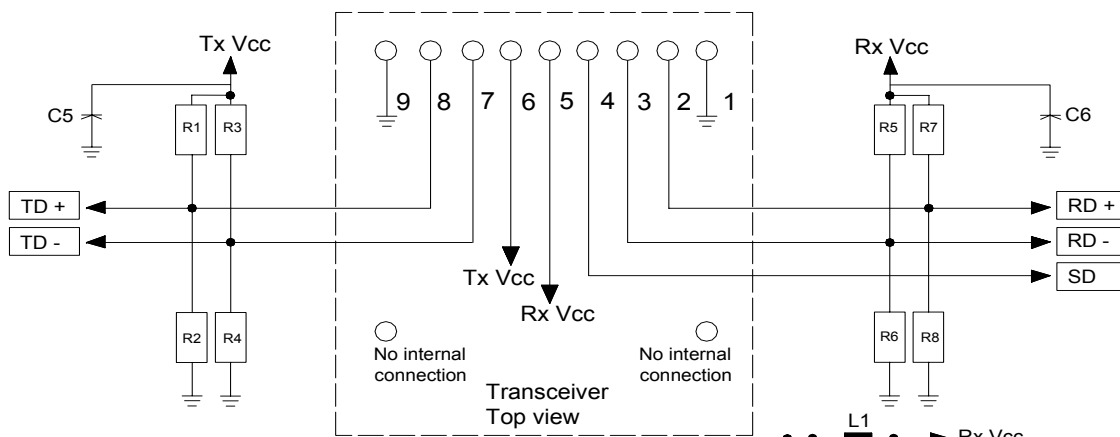 Tx Vcc
Rx Vcc
C5
R1
R3
9
8
7
6
5
4
3
2
1
R5
R7
C6
TD +
RD +
TD -
RD -
SD
Tx Vcc
Rx Vcc
R2
R4
R6
R8
No internal
connection
No internal
connection
Transceiver
Top view
L1
Rx Vcc